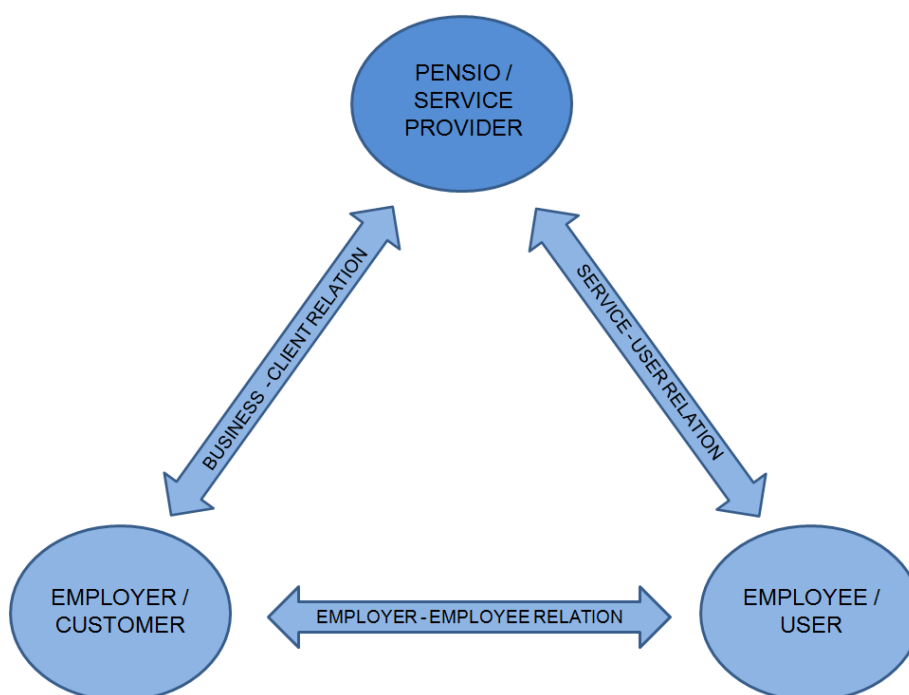 PENSIO /
SERVICE
PROVIDER
BUSINESS - CLIENT RELATION
SERVICE - USER RELATION
EMPLOYER /
CUSTOMER
EMPLOYER - EMPLOYEE RELATION
EMPLOYEE /
USER